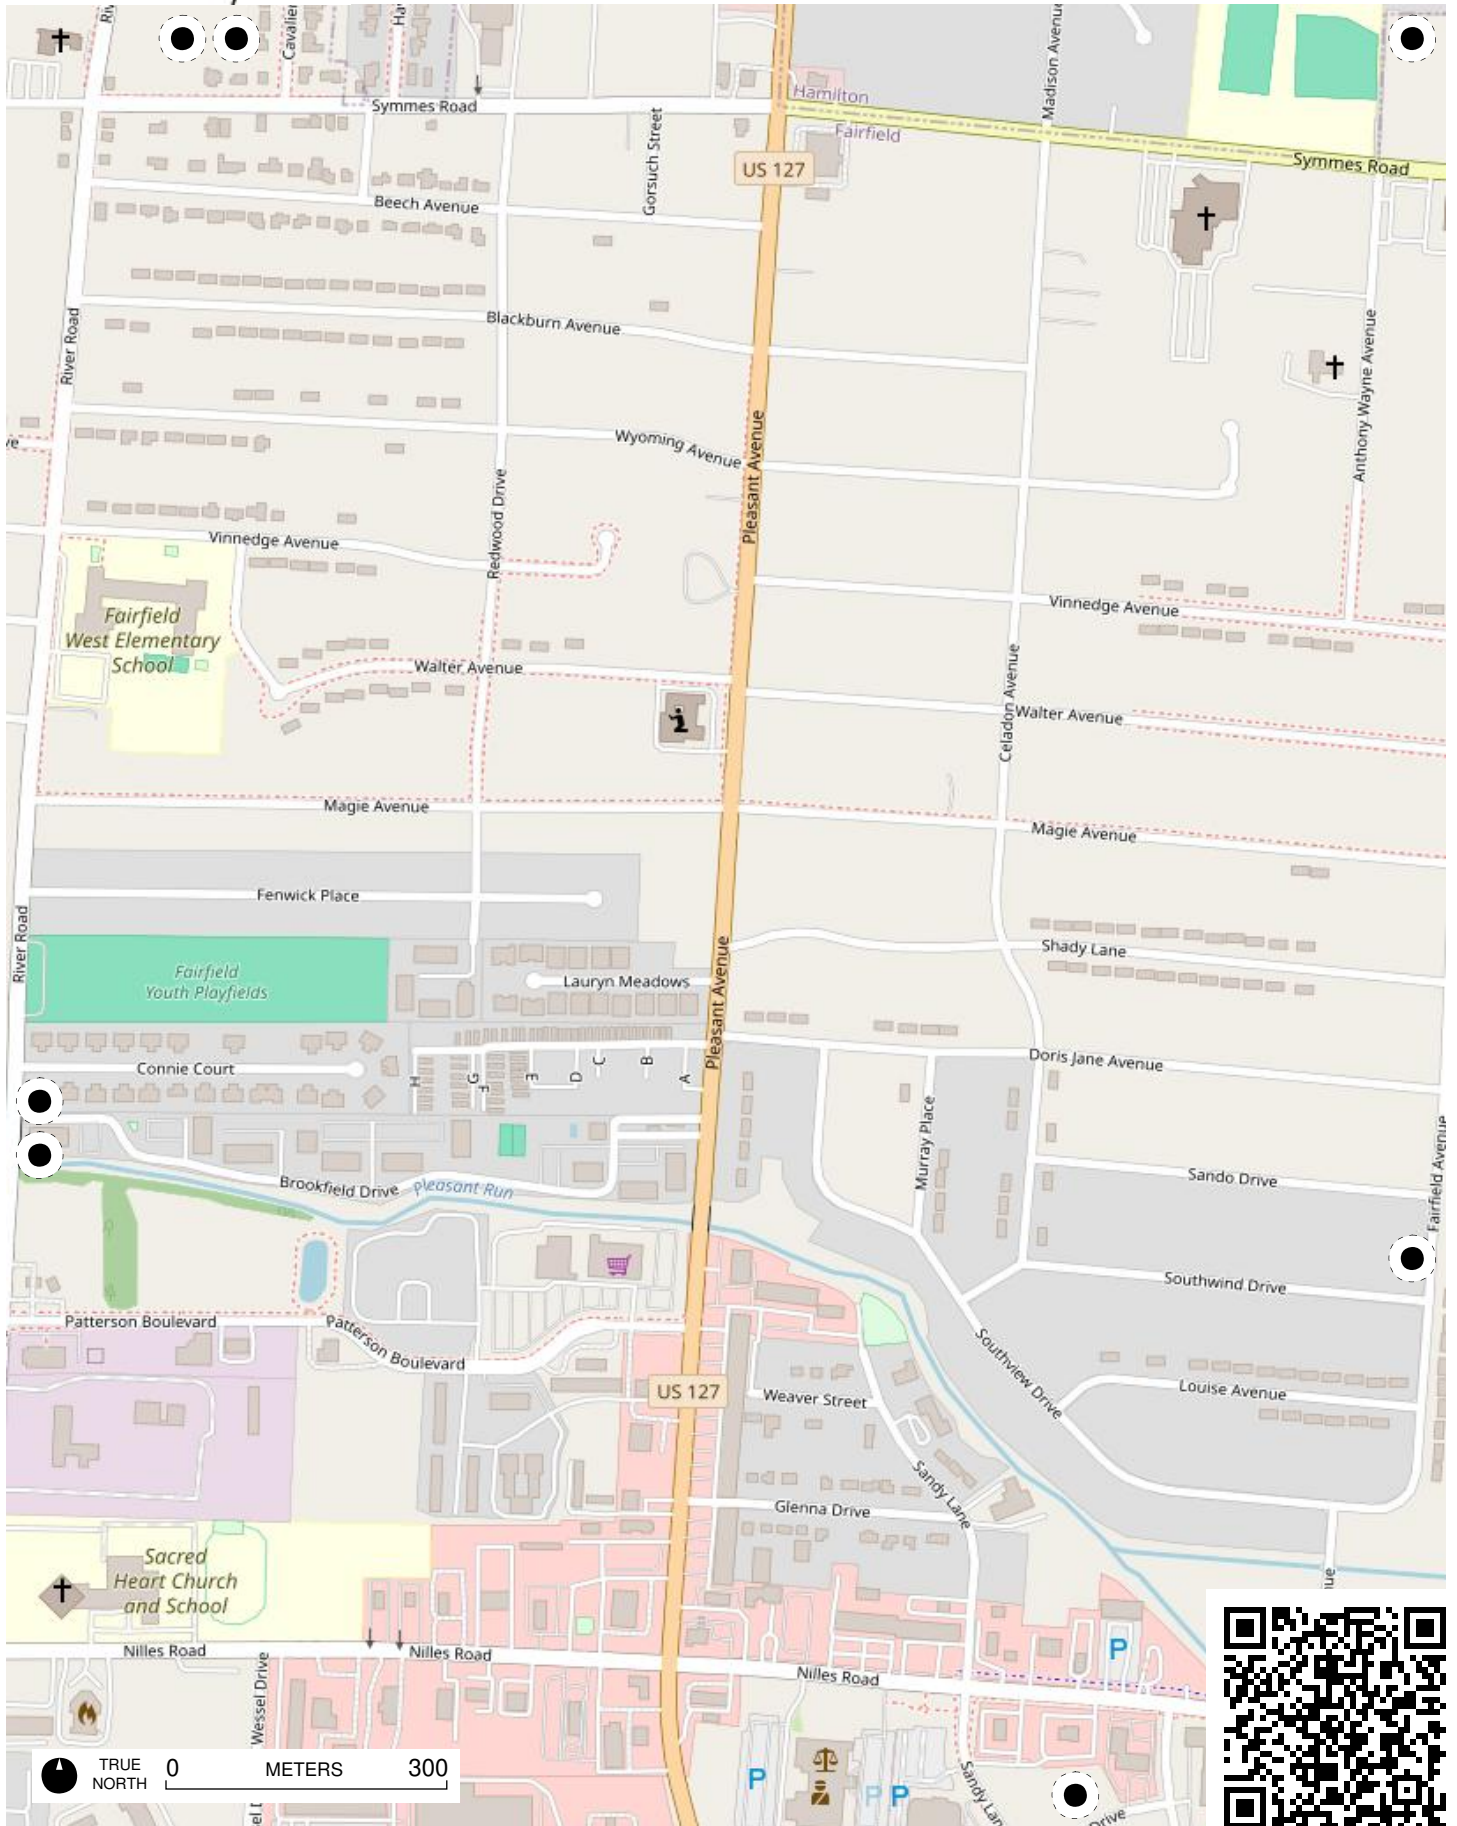 Symmes Road
Hamilton
Fairfield
Symmes Road
Madison Avenue
Gorsuch Street
US 127
Beech Avenue
River Road
Blackburn Avenue
Anthony Wayne Avenue
Wyoming Avenue
Pleasant Avenue
Redwood Drive
Vinnedge Avenue
Fairfield
West Elementary
School
Vinnedge Avenue
Walter Avenue
Celadon Avenue
Walter Avenue
Magie Avenue
Magie Avenue
Fenwick Place
River Road
Fairfield
Youth Playfields
Pleasant Avenue
Shady Lane
Lauryn Meadows
Connie Court
H
G
F
E
D
C
B
A
Doris Jane Avenue
Murray Place
Fairfield Avenue
Brookfield Drive
Pleasant Run
Sando Drive
Southwind Drive
Patterson Boulevard
Patterson Boulevard
Southview Drive
US 127
Weaver Street
Louise Avenue
Sandy Lane
Glenna Drive
Sacred
Heart Church
and School
Nilles Road
Nilles Road
Nilles Road
Wessel Drive
P
P
P
P
Sandy Lan
Drive
TRUE
NORTH
0 METERS 300